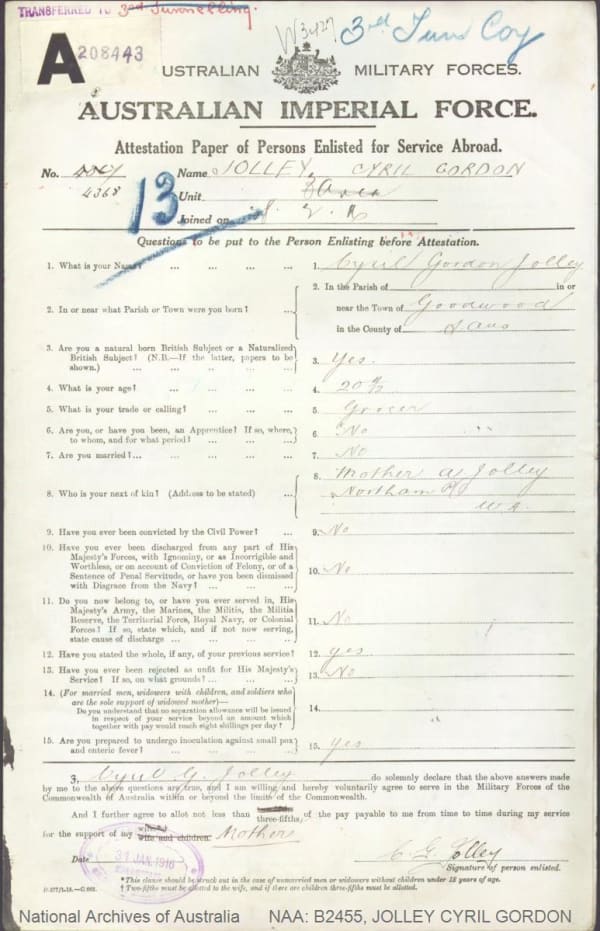 TRANSFERRED TO 3rd Tunnelling.
3rd Tunn Coy
A 208443
AUSTRALIAN MILITARY FORCES.
AUSTRALIAN IMPERIAL FORCE.
Attestation Paper of Persons Enlisted for Service Abroad.
No. 4368 Name JOLLEY, CYRIL GORDON
13 Unit
Joined on
Questions to be put to the Person Enlisting before Attestation.
1. What is your Name? ... ... ... ... 1. Cyril Gordon Jolley
2. In or near what Parish or Town were you born? ... 2. In the Parish of in or
near the Town of Goodwood
in the County of S Aus
3. Are you a natural born British Subject or a Naturalized
British Subject? (N.B.—If the latter, papers to be
shown.) ... ... ... ... ... 3. Yes.
4. What is your age? ... ... ... ... 4. 20
5. What is your trade or calling? ... ... ... 5. Grocer
6. Are you, or have you been, an Apprentice? If so, where,
to whom, and for what period? ... ... ... 6. No
7. Are you married?... ... ... ... 7. No
8. Who is your next of kin? (Address to be stated) ... 8. Mother A Jolley
Northam
W.A.
9. Have you ever been convicted by the Civil Power? ... 9. No
10. Have you ever been discharged from any part of His
Majesty's Forces, with Ignominy, or as Incorrigible and
Worthless, or on account of Conviction of Felony, or of a
Sentence of Penal Servitude, or have you been dismissed
with Disgrace from the Navy? ... ... ... 10. No
11. Do you now belong to, or have you ever served in, His
Majesty's Army, the Marines, the Militia, the Militia
Reserve, the Territorial Force, Royal Navy, or Colonial
Forces? If so, state which, and if not now serving,
state cause of discharge ... ... ... ... 11. No
12. Have you stated the whole, if any, of your previous service? 12. yes
13. Have you ever been rejected as unfit for His Majesty's
Service? If so, on what grounds? ... ... ... 13. No
14. (For married men, widowers with children, and soldiers who
are the sole support of widowed mother)—
Do you understand that no separation allowance will be issued
in respect of your service beyond an amount which
together with pay would reach eight shillings per day? 14.
15. Are you prepared to undergo inoculation against small pox
and enteric fever? ... ... ... ... 15. Yes
I, Cyril G. Jolley do solemnly declare that the above answers made
by me to the above questions are true, and I am willing and hereby voluntarily agree to serve in the Military Forces of the
Commonwealth of Australia within or beyond the limits of the Commonwealth.
And I further agree to allot not less than three-fifths of the pay payable to me from time to time during my service
for the support of my wife and children. Mother
Date 31 JAN 1916 C. G. Jolley
Signature of person enlisted.
*This clause should be struck out in the case of unmarried men or widowers without children under 18 years of age.
†Two-fifths must be allotted to the wife, and if there are children three-fifths must be allotted.
National Archives of Australia NAA: B2455, JOLLEY CYRIL GORDON